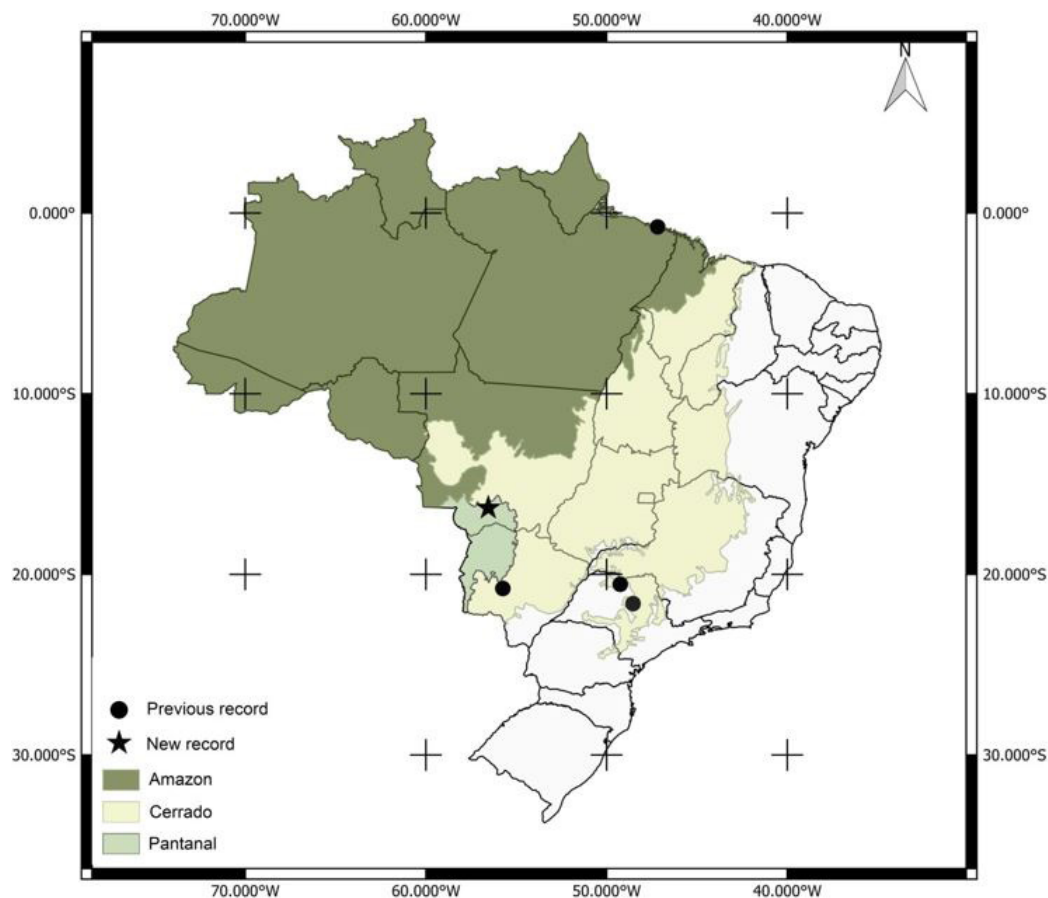 70.000°W 60.000°W 50.000°W 40.000°W
N
0.000° 0.000°
10.000°S 10.000°S
20.000°S 20.000°S
30.000°S 30.000°S
Previous record
New record
Amazon
Cerrado
Pantanal
70.000°W 60.000°W 50.000°W 40.000°W